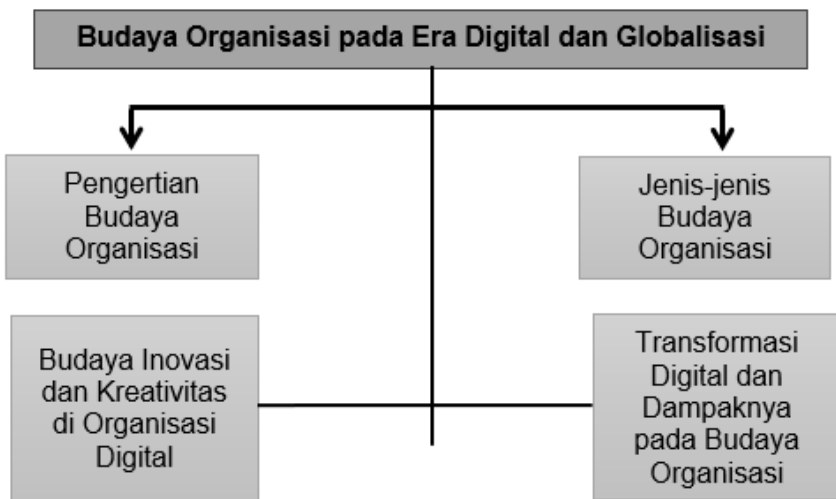 Budaya Organisasi pada Era Digital dan Globalisasi
Pengertian
Budaya
Organisasi
Jenis-jenis
Budaya
Organisasi
Budaya Inovasi
dan Kreativitas
di Organisasi
Digital
Transformasi
Digital dan
Dampaknya
pada Budaya
Organisasi